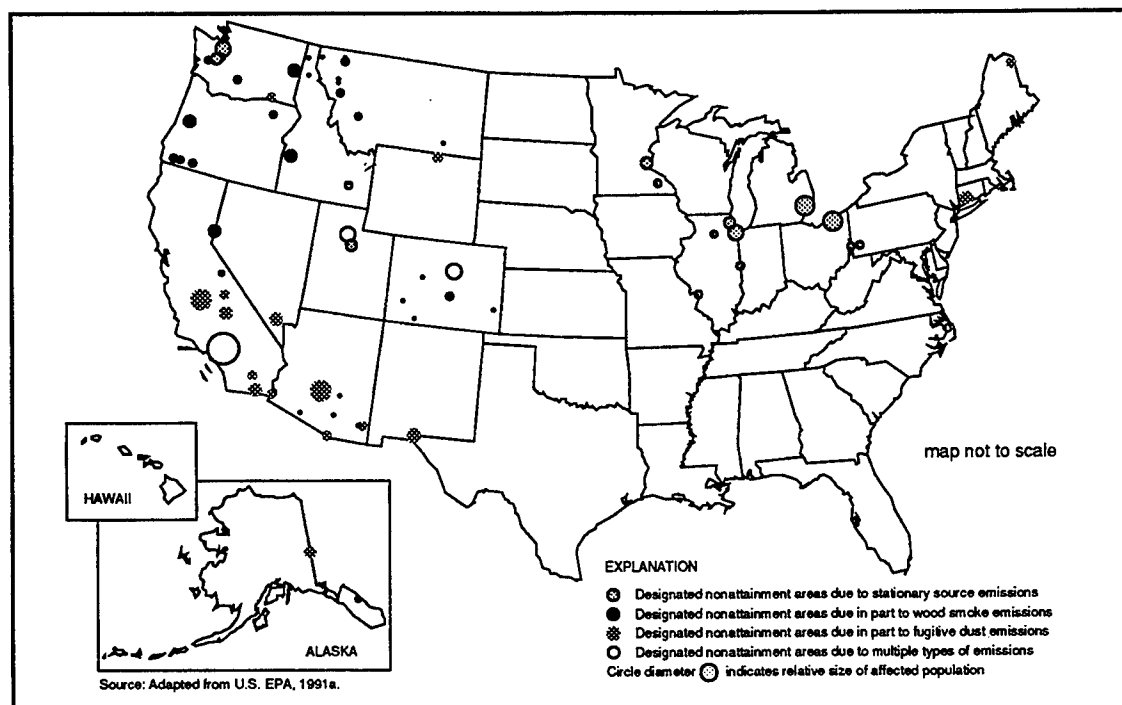 map not to scale
HAWAII
ALASKA
EXPLANATION
Designated nonattainment areas due to stationary source emissions
Designated nonattainment areas due in part to wood smoke emissions
Designated nonattainment areas due in part to fugitive dust emissions
Designated nonattainment areas due to multiple types of emissions
Circle diameter indicates relative size of affected population
Source: Adapted from U.S. EPA, 1991a.